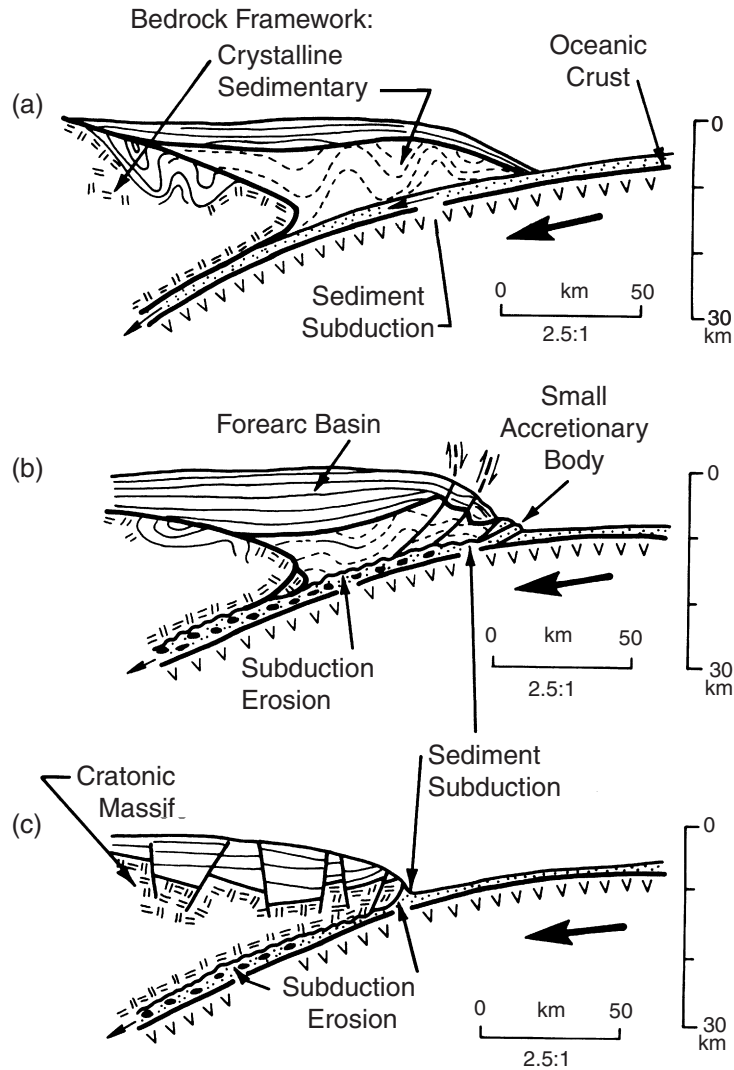 Bedrock Framework:
Crystalline
Sedimentary
Oceanic
Crust
(a)
0
30
km
Sediment
Subduction
0 km 50
2.5:1
Small
Accretionary
Body
Forearc Basin
(b)
0
30
km
0 km 50
2.5:1
Subduction
Erosion
Sediment
Subduction
Cratonic
Massif
(c)
0
30
km
Subduction
Erosion
0 km 50
2.5:1